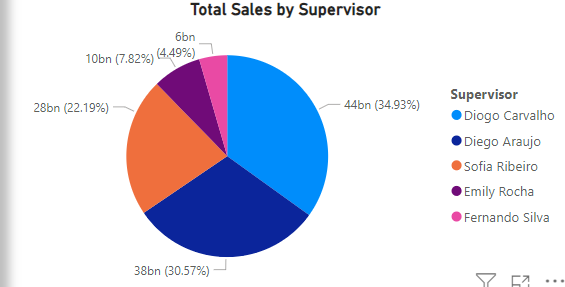 Total Sales by Supervisor
6bn
(4.49%)
10bn (7.82%)
28bn (22.19%)
44bn (34.93%)
38bn (30.57%)
Supervisor
Diogo Carvalho
Diego Araujo
Sofia Ribeiro
Emily Rocha
Fernando Silva